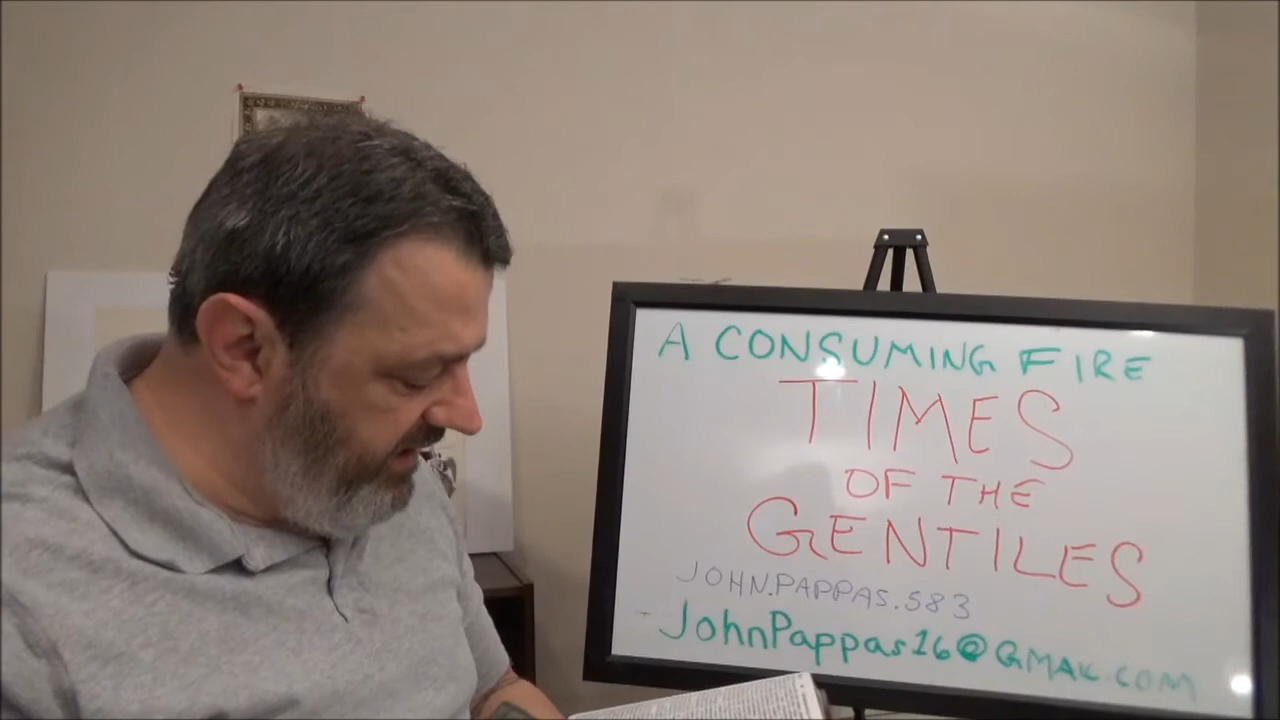 A CONSUMING FIRE
TIMES
OF THE
GENTILES
JOHN.PAPPAS.583
JohnPappas16@GMAIL.COM